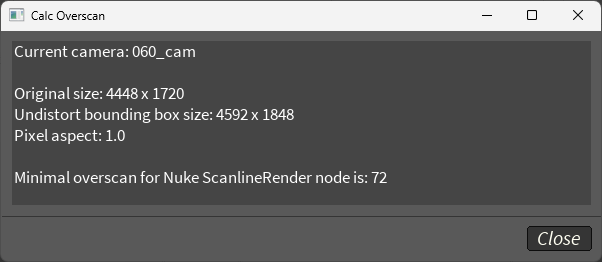 Calc Overscan
Current camera: 060_cam
Original size: 4448 x 1720
Undistort bounding box size: 4592 x 1848
Pixel aspect: 1.0
Minimal overscan for Nuke ScanlineRender node is: 72
Close